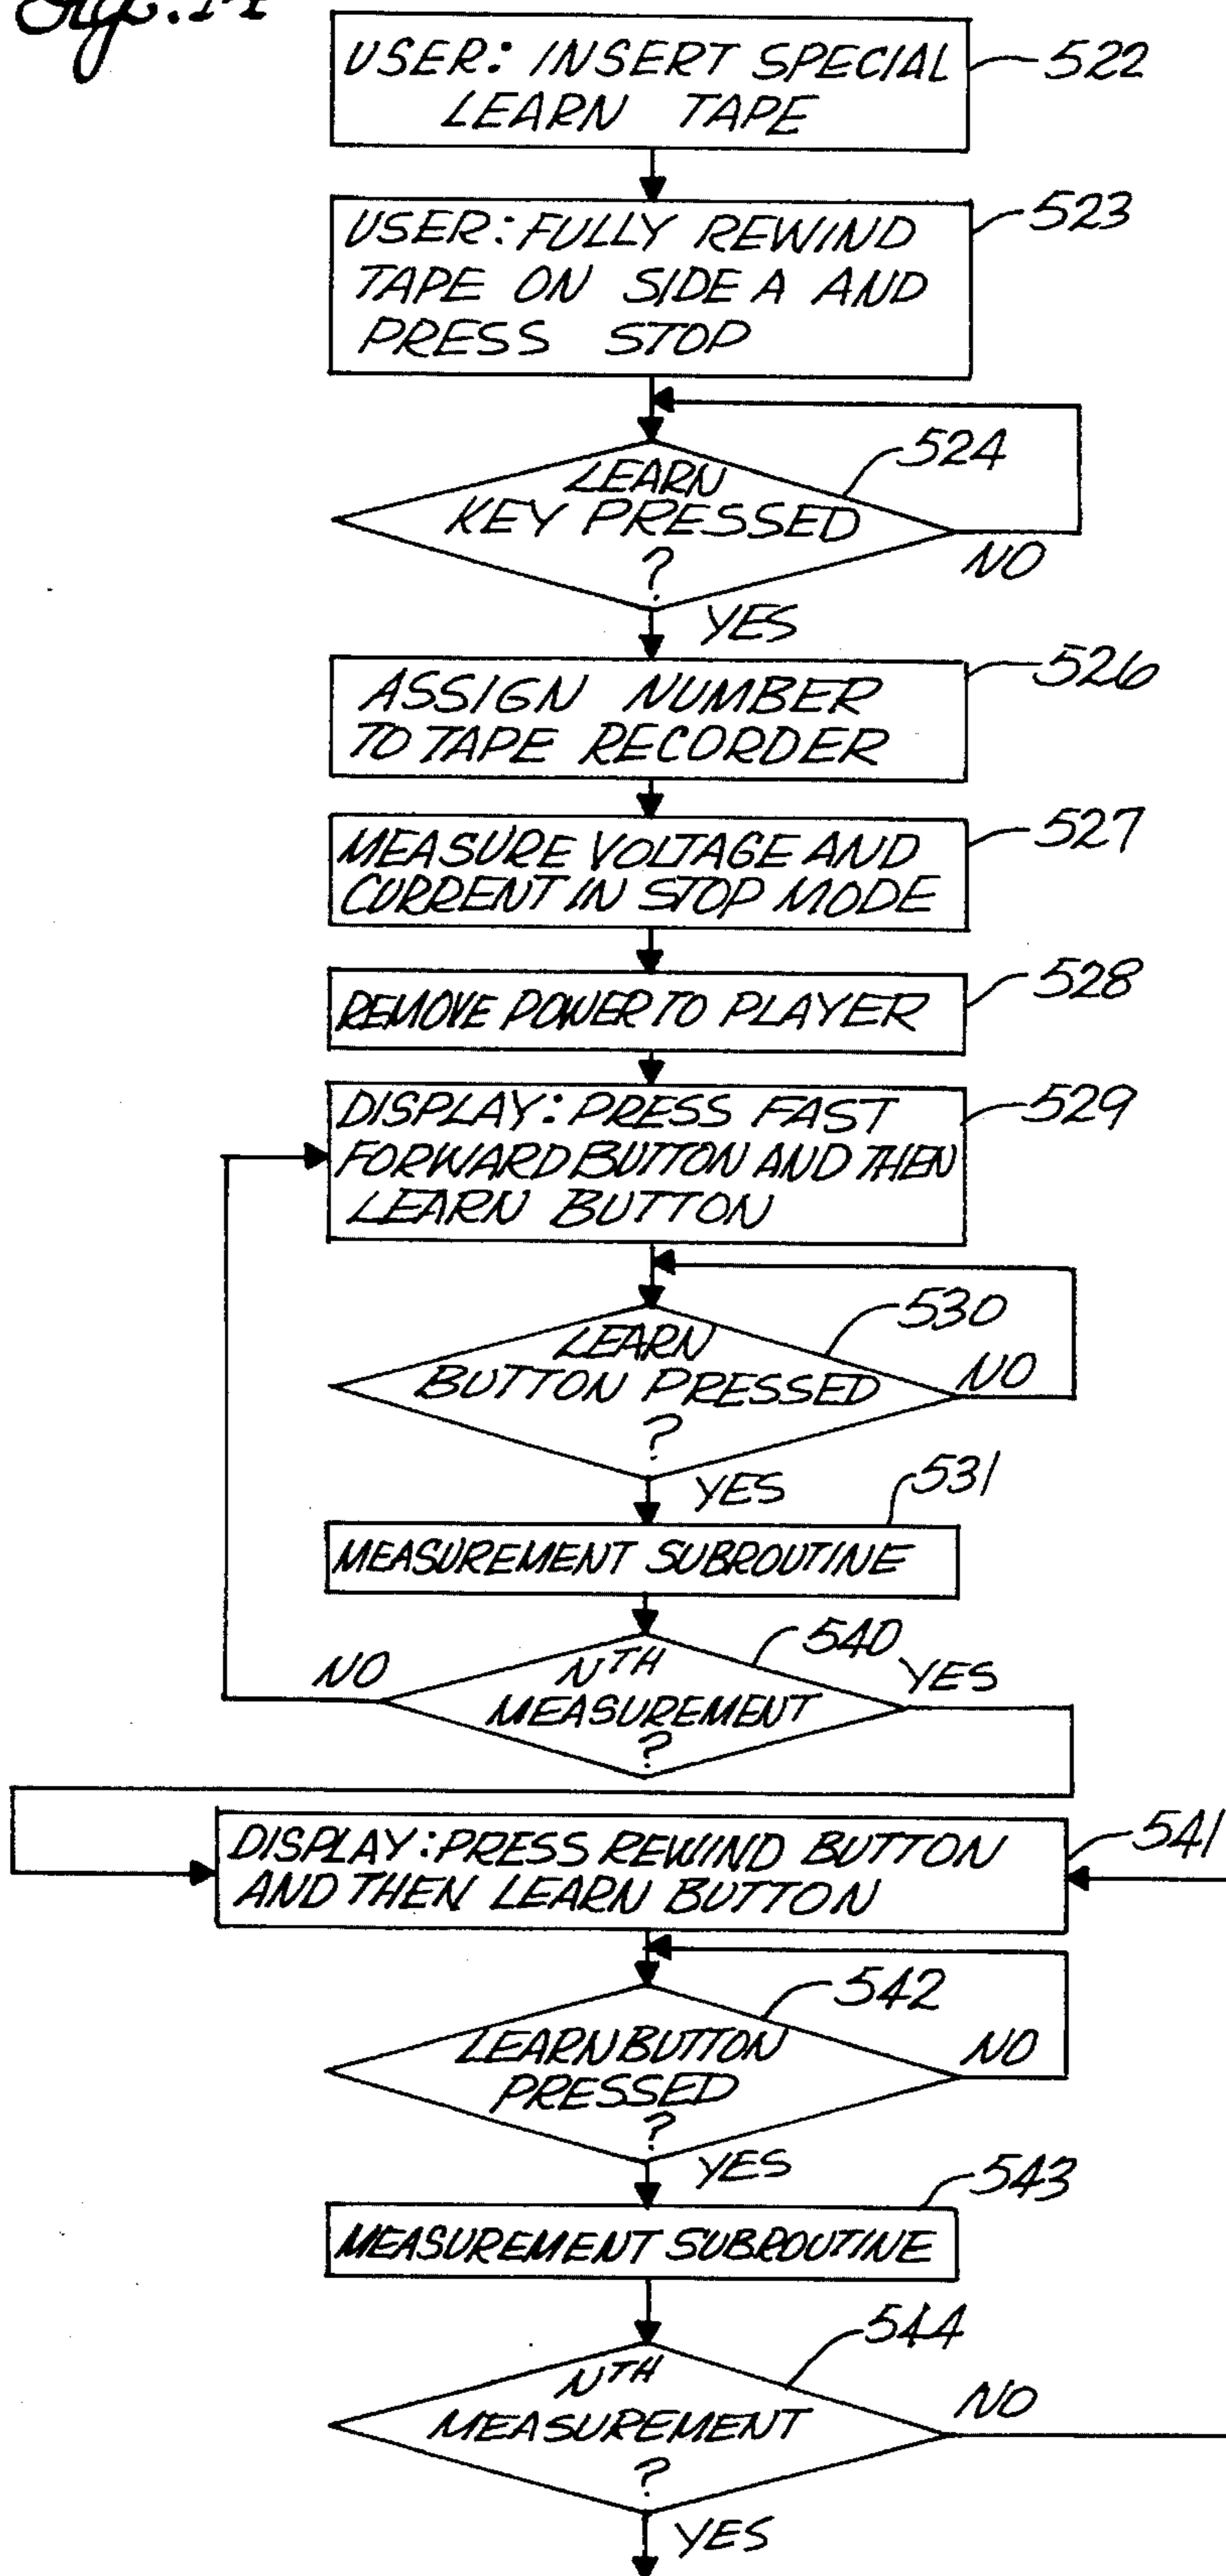 USER: INSERT SPECIAL
LEARN TAPE
522
USER: FULLY REWIND
TAPE ON SIDE A AND
PRESS STOP
523
LEARN
KEY PRESSED
?
524
NO
YES
ASSIGN NUMBER
TO TAPE RECORDER
526
MEASURE VOLTAGE AND
CURRENT IN STOP MODE
527
REMOVE POWER TO PLAYER
528
DISPLAY: PRESS FAST
FORWARD BUTTON AND THEN
LEARN BUTTON
529
LEARN
BUTTON PRESSED
?
530
NO
YES
531
MEASUREMENT SUBROUTINE
540
NO
NTH
MEASUREMENT
?
YES
DISPLAY: PRESS REWIND BUTTON
AND THEN LEARN BUTTON
541
542
LEARN BUTTON
PRESSED
?
NO
YES
543
MEASUREMENT SUBROUTINE
544
NTH
MEASUREMENT
?
NO
YES